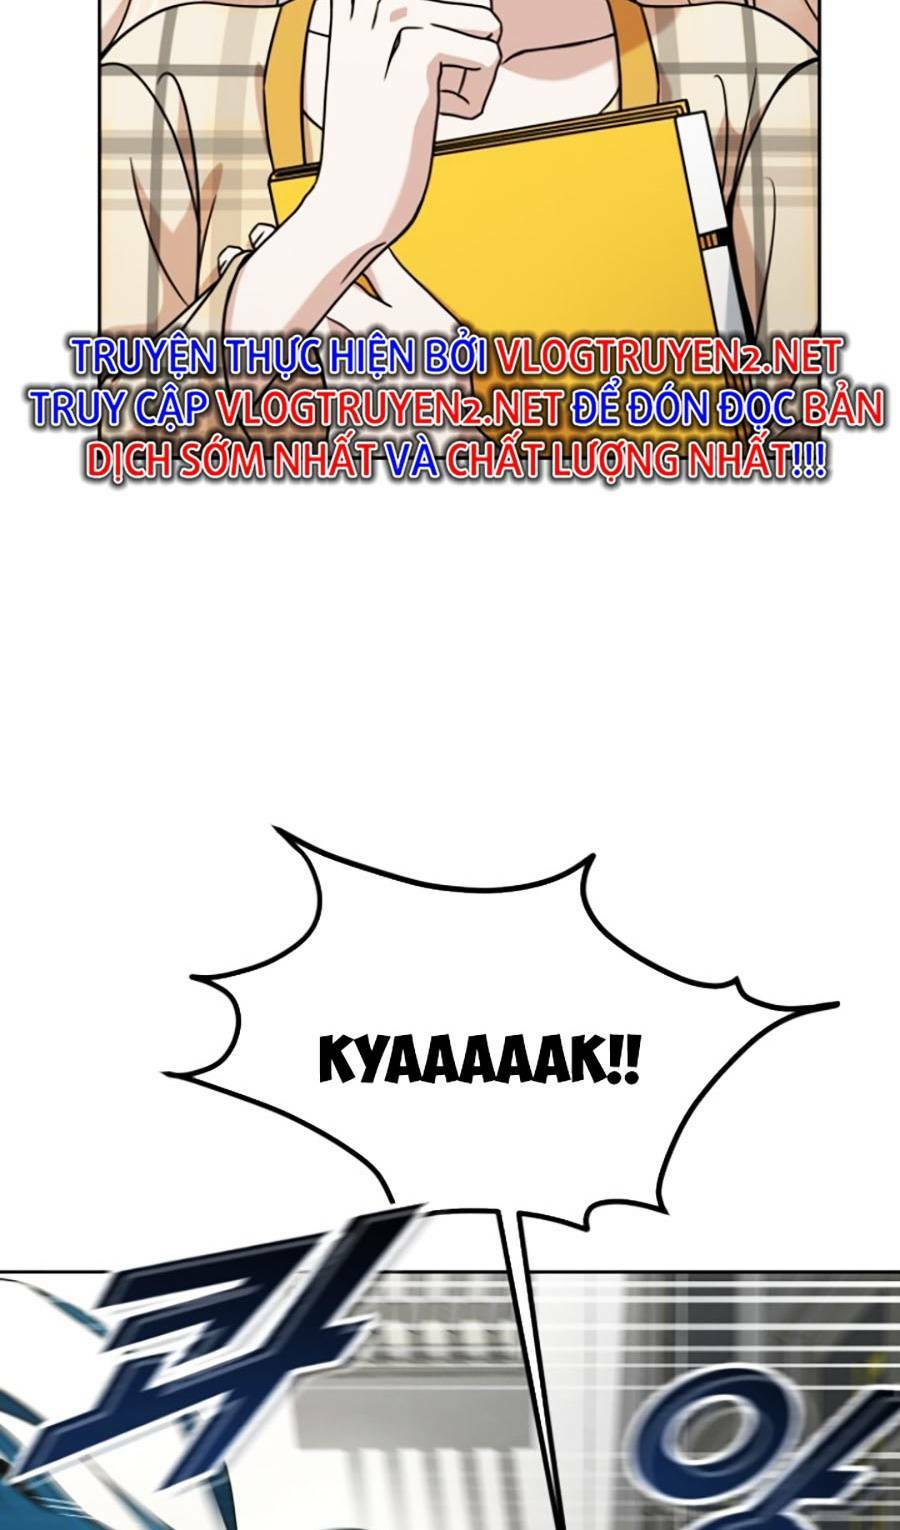 TRUYỆN THỰC HIỆN BỞI VLOGTRUYEN2.NET
TRUY CẬP VLOGTRUYEN2.NET ĐỂ ĐÓN ĐỌC BẢN
DỊCH SỚM NHẤT VÀ CHẤT LƯỢNG NHẤT!!!
KYAAAAAK!!
콰